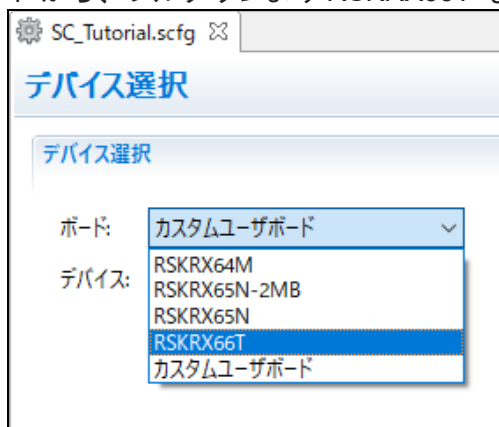 SC_Tutorial.scfg
デバイス選択
デバイス選択
ボード: カスタムユーザボード
デバイス:
RSKRX64M
RSKRX65N-2MB
RSKRX65N
RSKRX66T
カスタムユーザボード